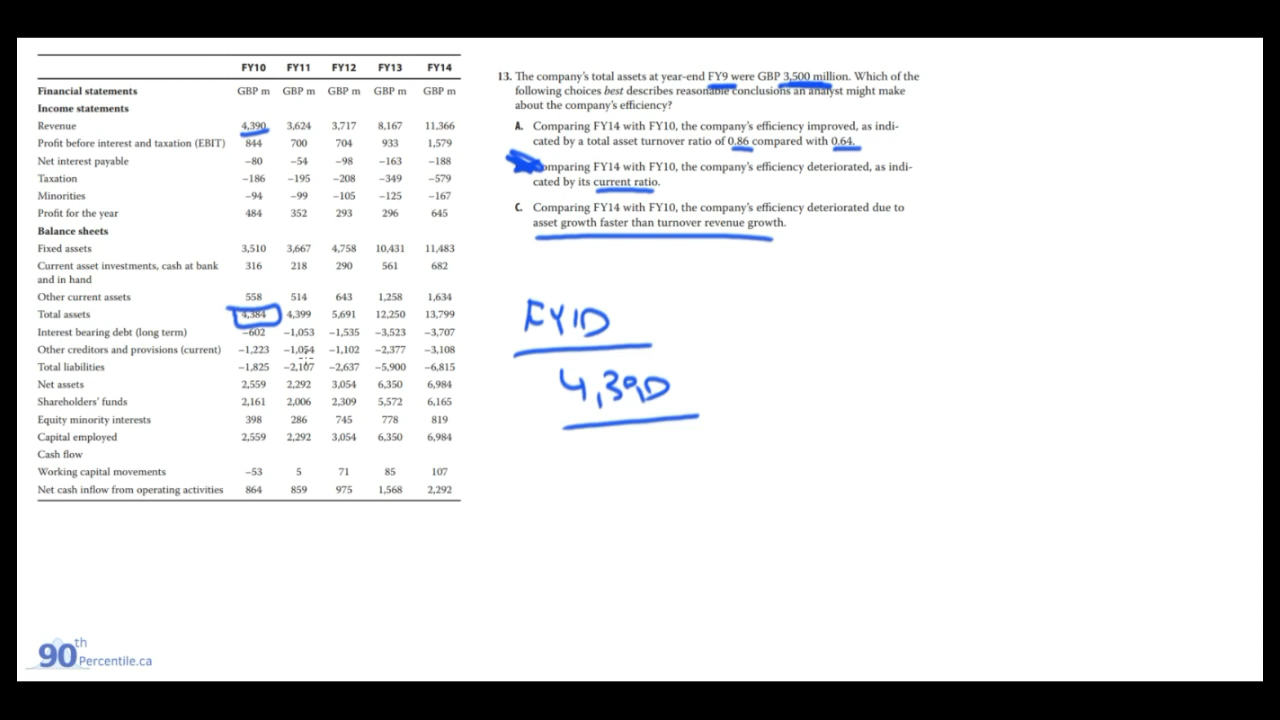 FY10 FY11 FY12 FY13 FY14
Financial statements GBP m GBP m GBP m GBP m GBP m
Income statements
Revenue 4,390 3,624 3,717 8,167 11,366
Profit before interest and taxation (EBIT) 844 700 704 933 1,579
Net interest payable −80 −54 −98 −163 −188
Taxation −186 −195 −208 −349 −579
Minorities −94 −99 −105 −125 −167
Profit for the year 484 352 293 296 645
Balance sheets
Fixed assets 3,510 3,667 4,758 10,431 11,483
Current asset investments, cash at bank 316 218 290 561 682
and in hand
Other current assets 558 514 643 1,258 1,634
Total assets 4,384 4,399 5,691 12,250 13,799
Interest bearing debt (long term) −602 −1,053 −1,535 −3,523 −3,707
Other creditors and provisions (current) −1,223 −1,054 −1,102 −2,377 −3,108
Total liabilities −1,825 −2,107 −2,637 −5,900 −6,815
Net assets 2,559 2,292 3,054 6,350 6,984
Shareholders' funds 2,161 2,006 2,309 5,572 6,165
Equity minority interests 398 286 745 778 819
Capital employed 2,559 2,292 3,054 6,350 6,984
Cash flow
Working capital movements −53 5 71 85 107
Net cash inflow from operating activities 864 859 975 1,568 2,292
13. The company's total assets at year-end FY9 were GBP 3,500 million. Which of the
following choices best describes reasonable conclusions an analyst might make
about the company's efficiency?
A. Comparing FY14 with FY10, the company's efficiency improved, as indi-
cated by a total asset turnover ratio of 0.86 compared with 0.64.
omparing FY14 with FY10, the company's efficiency deteriorated, as indi-
cated by its current ratio.
C. Comparing FY14 with FY10, the company's efficiency deteriorated due to
asset growth faster than turnover revenue growth.
FY10
4,390
90th
Percentile.ca